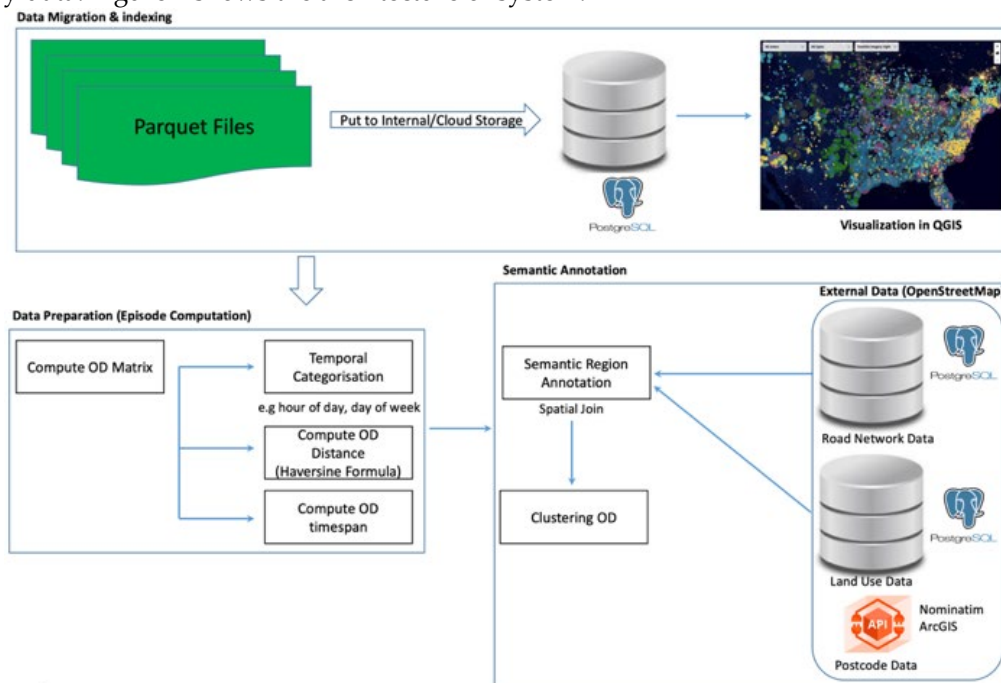 Data Migration & indexing
Parquet Files
Put to Internal/Cloud Storage
PostgreSQL
Visualization in QGIS
Data Preparation (Episode Computation)
Compute OD Matrix
Temporal
Categorisation
e.g hour of day, day of week
Compute OD
Distance
(Haversine Formula)
Compute OD
timespan
Semantic Annotation
Semantic Region
Annotation
Spatial Join
Clustering OD
External Data (OpenStreetMap
PostgreSQL
Road Network Data
PostgreSQL
Land Use Data
API
Nominatim
ArcGIS
Postcode Data